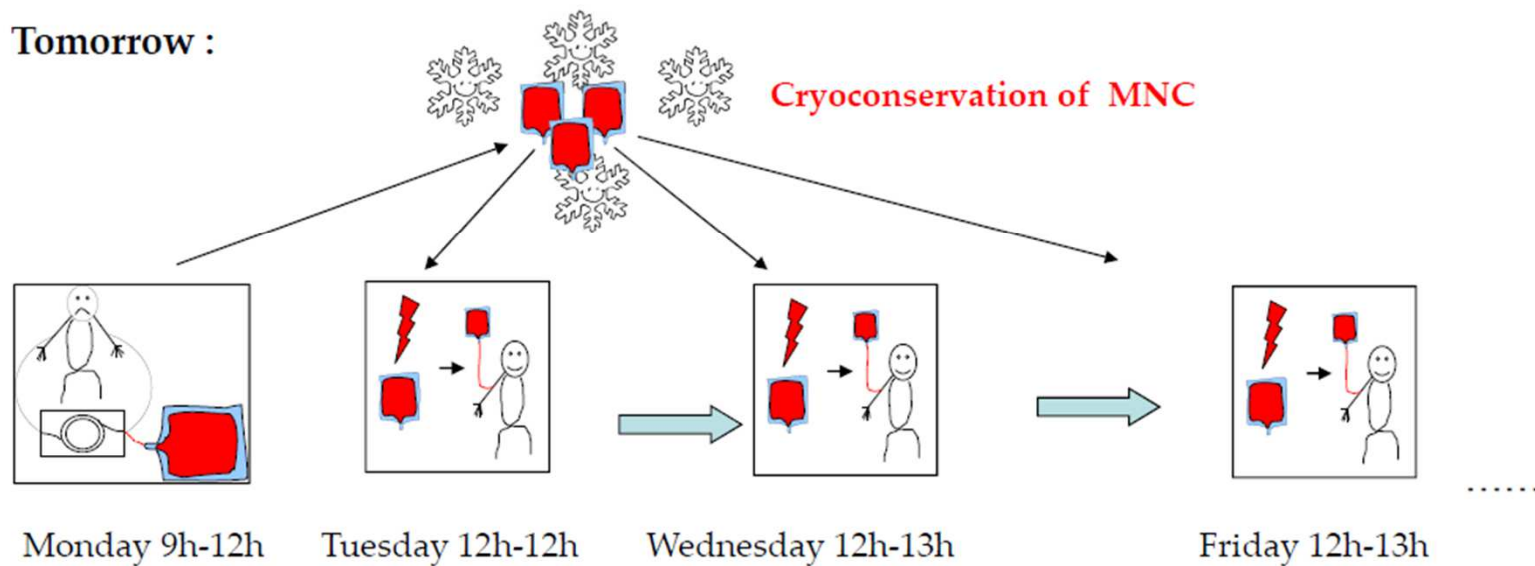 Tomorrow :
Cryoconservation of MNC
Monday 9h-12h
Tuesday 12h-12h
Wednesday 12h-13h
Friday 12h-13h
......